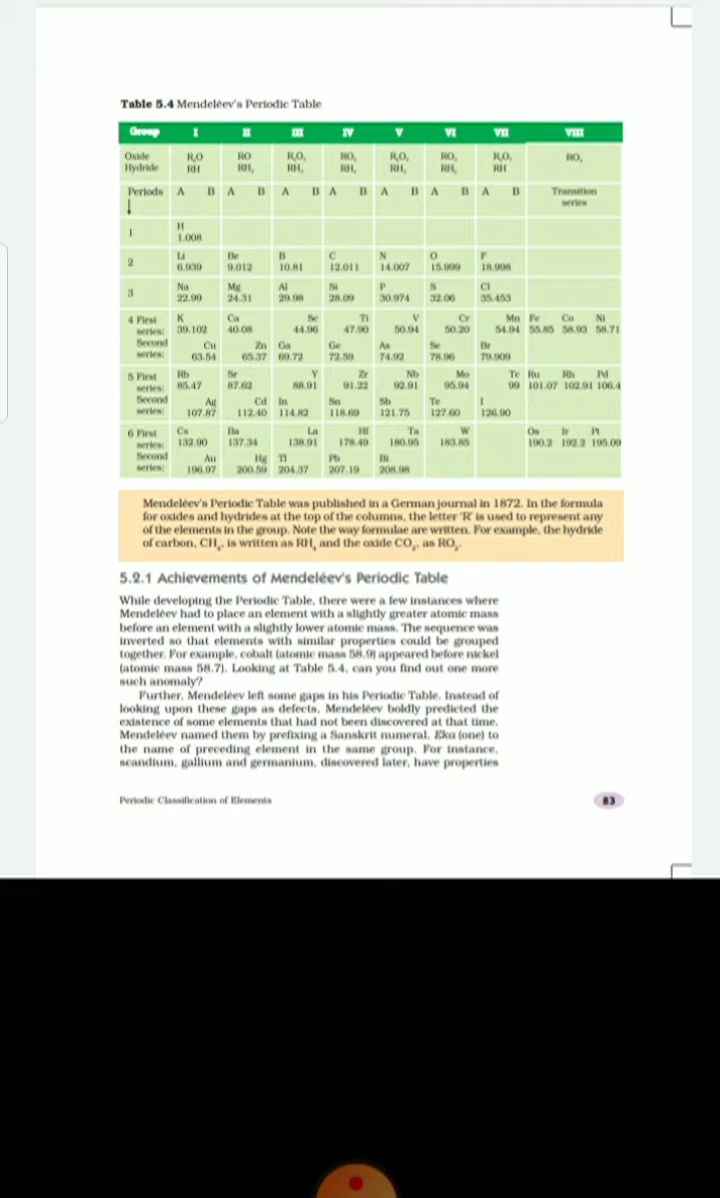 Table 5.4 Mendeléev's Periodic Table
Group I II III IV V VI VII VIII
Oxide R₂O RO R₂O₃ RO₂ R₂O₅ RO₃ R₂O₇ RO₄
Hydride RH RH₂ RH₃ RH₄ RH₃ RH₂ RH
Periods A B A B A B A B A B A B A B Transition
↓ series
1 H
1.008
2 Li Be B C N O F
6.939 9.012 10.81 12.011 14.007 15.999 18.998
3 Na Mg Al Si P S Cl
22.99 24.31 29.98 28.09 30.974 32.06 35.453
4 First K Ca Sc Ti V Cr Mn Fe Co Ni
series: 39.102 40.08 44.96 47.90 50.94 50.20 54.94 55.85 58.93 58.71
Second Cu Zn Ga Ge As Se Br
series: 63.54 65.37 69.72 72.59 74.92 78.96 79.909
5 First Rb Sr Y Zr Nb Mo Tc Ru Rh Pd
series: 85.47 87.62 88.91 91.22 92.91 95.94 99 101.07 102.91 106.4
Second Ag Cd In Sn Sb Te I
series: 107.87 112.40 114.82 118.69 121.75 127.60 126.90
6 First Cs Ba La Hf Ta W Os Ir Pt
series: 132.90 137.34 138.91 178.49 180.95 183.85 190.2 192.2 195.09
Second Au Hg Tl Pb Bi
series: 196.97 200.59 204.37 207.19 208.98
Mendeléev's Periodic Table was published in a German journal in 1872. In the formula
for oxides and hydrides at the top of the columns, the letter 'R' is used to represent any
of the elements in the group. Note the way formulae are written. For example, the hydride
of carbon, CH₄, is written as RH₄ and the oxide CO₂, as RO₂.
5.2.1 Achievements of Mendeléev's Periodic Table
While developing the Periodic Table, there were a few instances where
Mendeléev had to place an element with a slightly greater atomic mass
before an element with a slightly lower atomic mass. The sequence was
inverted so that elements with similar properties could be grouped
together. For example, cobalt (atomic mass 58.9) appeared before nickel
(atomic mass 58.7). Looking at Table 5.4, can you find out one more
such anomaly?
Further, Mendeléev left some gaps in his Periodic Table. Instead of
looking upon these gaps as defects, Mendeléev boldly predicted the
existence of some elements that had not been discovered at that time.
Mendeléev named them by prefixing a Sanskrit numeral, Eka (one) to
the name of preceding element in the same group. For instance,
scandium, gallium and germanium, discovered later, have properties
Periodic Classification of Elements 83